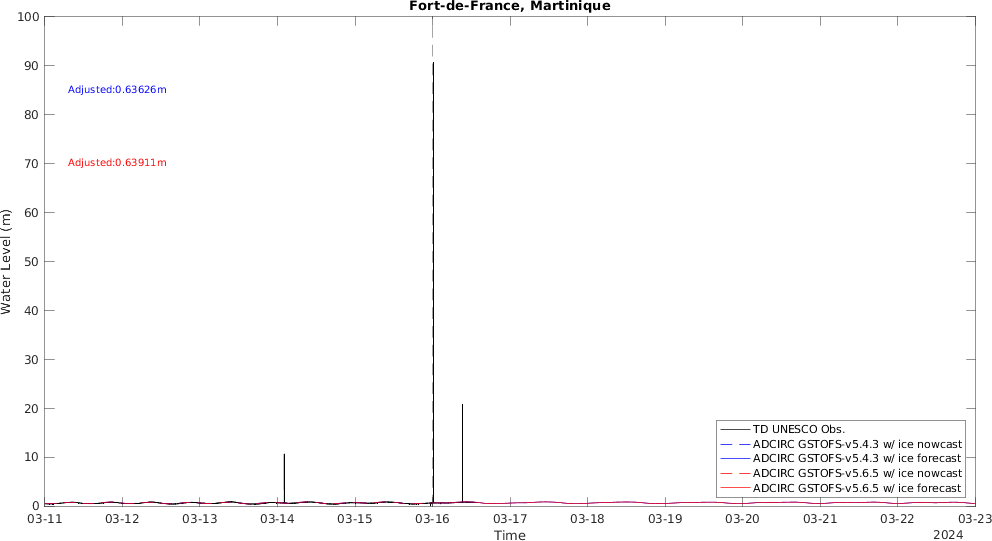 Fort-de-France, Martinique
100
90
80
70
60
50
40
30
20
10
0
Water Level (m)
Adjusted:0.63626m
Adjusted:0.63911m
TD UNESCO Obs.
ADCIRC GSTOFS-v5.4.3 w/ ice nowcast
ADCIRC GSTOFS-v5.4.3 w/ ice forecast
ADCIRC GSTOFS-v5.6.5 w/ ice nowcast
ADCIRC GSTOFS-v5.6.5 w/ ice forecast
03-11 03-12 03-13 03-14 03-15 03-16 03-17 03-18 03-19 03-20 03-21 03-22 03-23
Time
2024